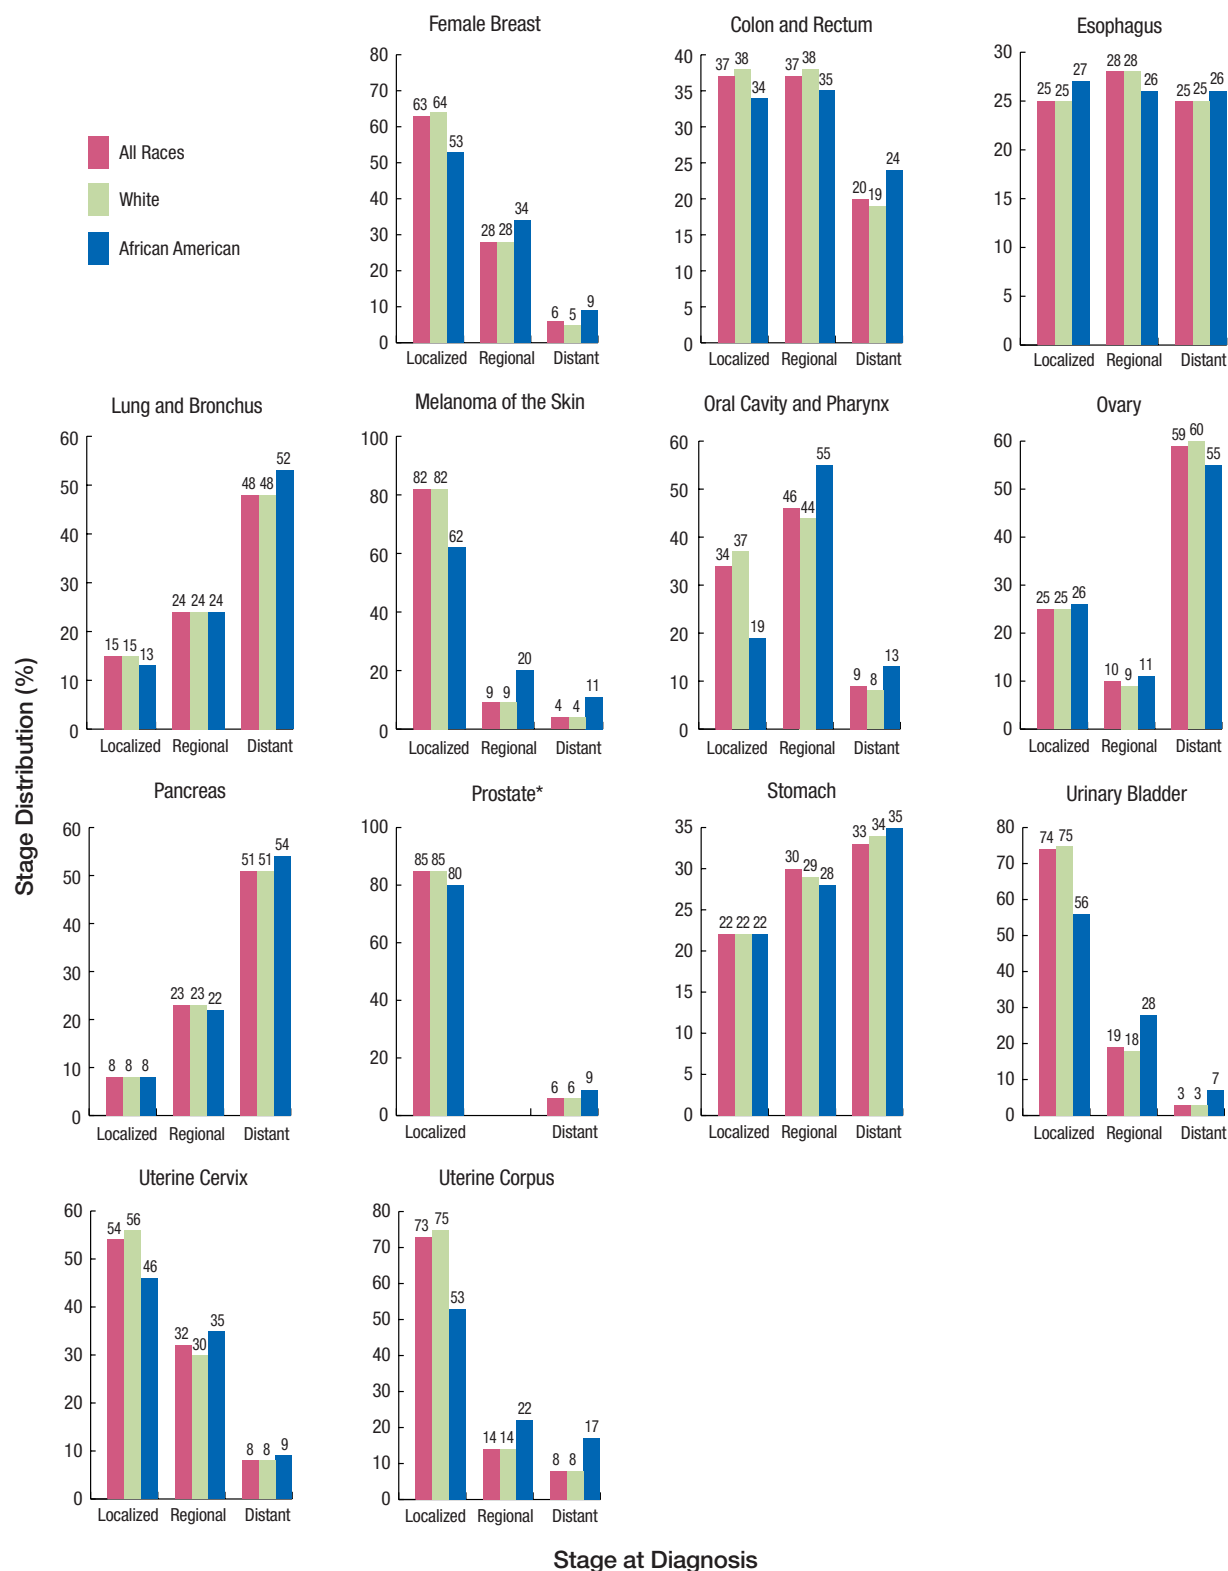 Female Breast
80
70
60
50
40
30
20
10
0
63 64 53
28 28 34
6 5 9
Localized Regional Distant
Colon and Rectum
40
35
30
25
20
15
10
5
0
37 38 34
37 38 35
20 19 24
Localized Regional Distant
Esophagus
30
25
20
15
10
5
0
25 25 27
28 28 26
25 25 26
Localized Regional Distant
All Races
White
African American
Lung and Bronchus
60
50
40
30
20
10
0
15 15 13
24 24 24
48 48 52
Localized Regional Distant
Melanoma of the Skin
100
80
60
40
20
0
82 82 62
9 9 20
4 4 11
Localized Regional Distant
Oral Cavity and Pharynx
60
50
40
30
20
10
0
34 37 19
46 44 55
9 8 13
Localized Regional Distant
Ovary
60
50
40
30
20
10
0
25 25 26
10 9 11
59 60 55
Localized Regional Distant
Stage Distribution (%)
Pancreas
60
50
40
30
20
10
0
8 8 8
23 23 22
51 51 54
Localized Regional Distant
Prostate*
100
80
60
40
20
0
85 85 80
6 6 9
Localized Distant
Stomach
35
30
25
20
15
10
5
0
22 22 22
30 29 28
33 34 35
Localized Regional Distant
Urinary Bladder
80
70
60
50
40
30
20
10
0
74 75 56
19 18 28
3 3 7
Localized Regional Distant
Uterine Cervix
60
50
40
30
20
10
0
54 56 46
32 30 35
8 8 9
Localized Regional Distant
Uterine Corpus
80
70
60
50
40
30
20
10
0
73 75 53
14 14 22
8 8 17
Localized Regional Distant
Stage at Diagnosis